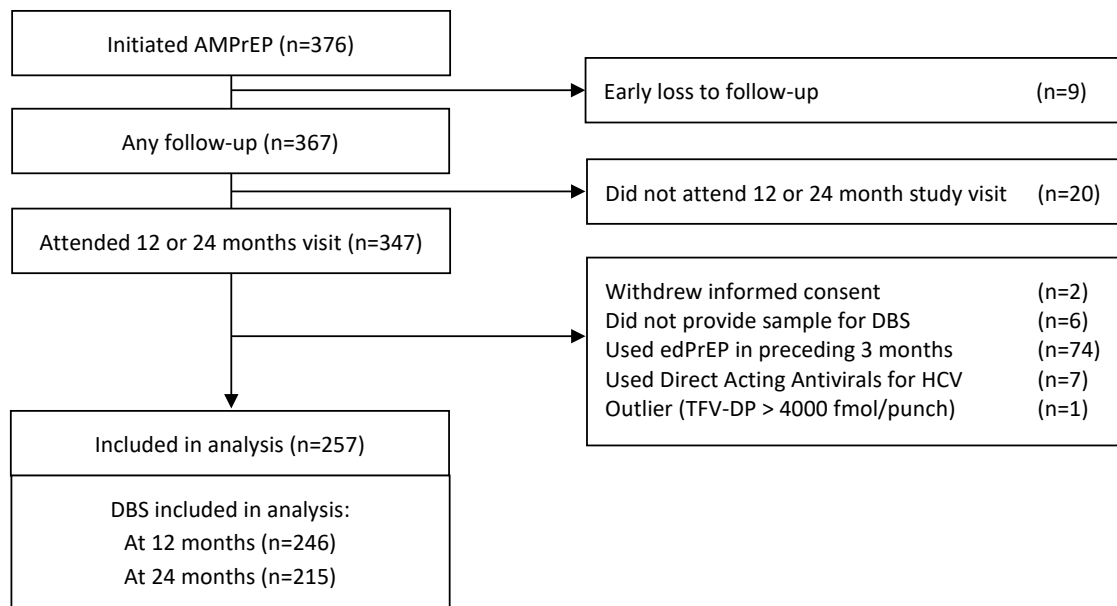 Initiated AMPrEP (n=376)
Early loss to follow-up (n=9)
Any follow-up (n=367)
Did not attend 12 or 24 month study visit (n=20)
Attended 12 or 24 months visit (n=347)
Withdrew informed consent (n=2)
Did not provide sample for DBS (n=6)
Used edPrEP in preceding 3 months (n=74)
Used Direct Acting Antivirals for HCV (n=7)
Outlier (TFV-DP > 4000 fmol/punch) (n=1)
Included in analysis (n=257)
DBS included in analysis:
At 12 months (n=246)
At 24 months (n=215)